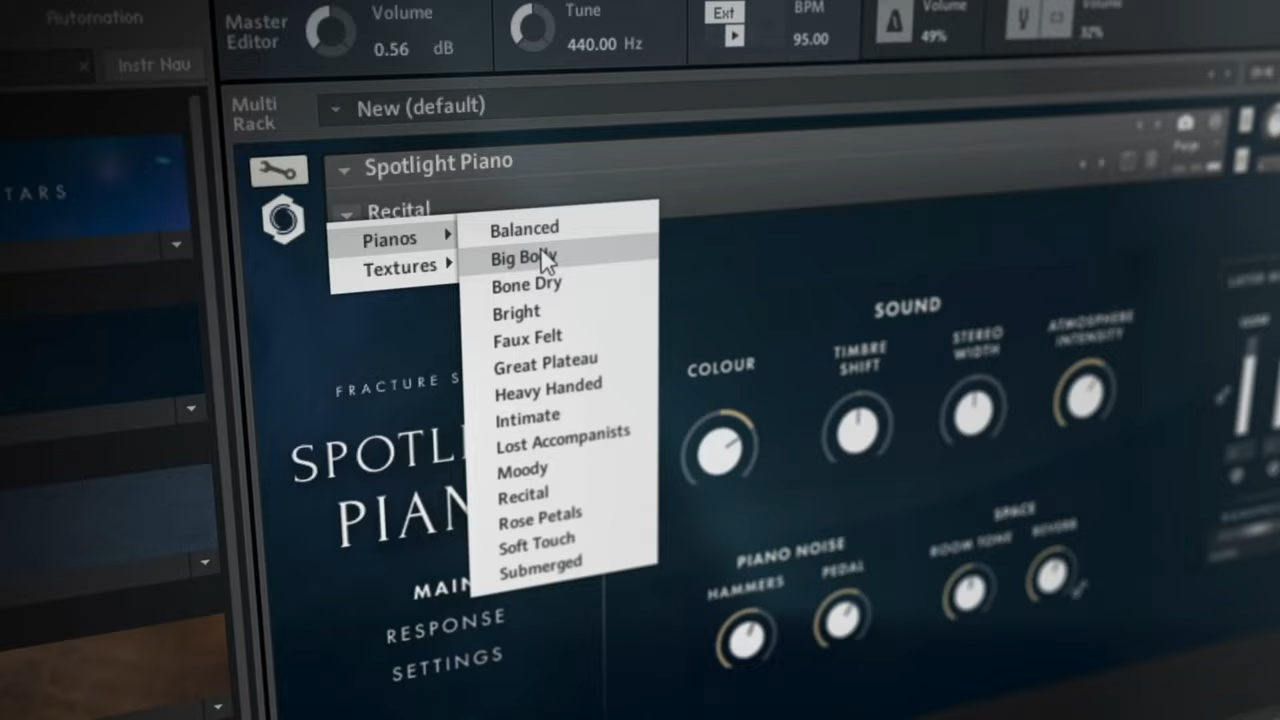 Automation
Master
Editor
Volume
0.56 dB
Tune
440.00 Hz
Ext
BPM
95.00
Volume
49%
Volume
32%
×
Instr Nau
Multi
Rack
New (default)
TARS
Spotlight Piano
Recital
Pianos
Textures
Balanced
Big Body
Bone Dry
Bright
Faux Felt
Great Plateau
Heavy Handed
Intimate
Lost Accompanists
Moody
Recital
Rose Petals
Soft Touch
Submerged
FRACTURE S
SPOTLI
PIAN
MAIN
RESPONSE
SETTINGS
SOUND
COLOUR
TIMBRE
SHIFT
STEREO
WIDTH
ATMOSPHERE
INTENSITY
PIANO NOISE
HAMMERS
PEDAL
SPACE
ROOM TONE
REVERB